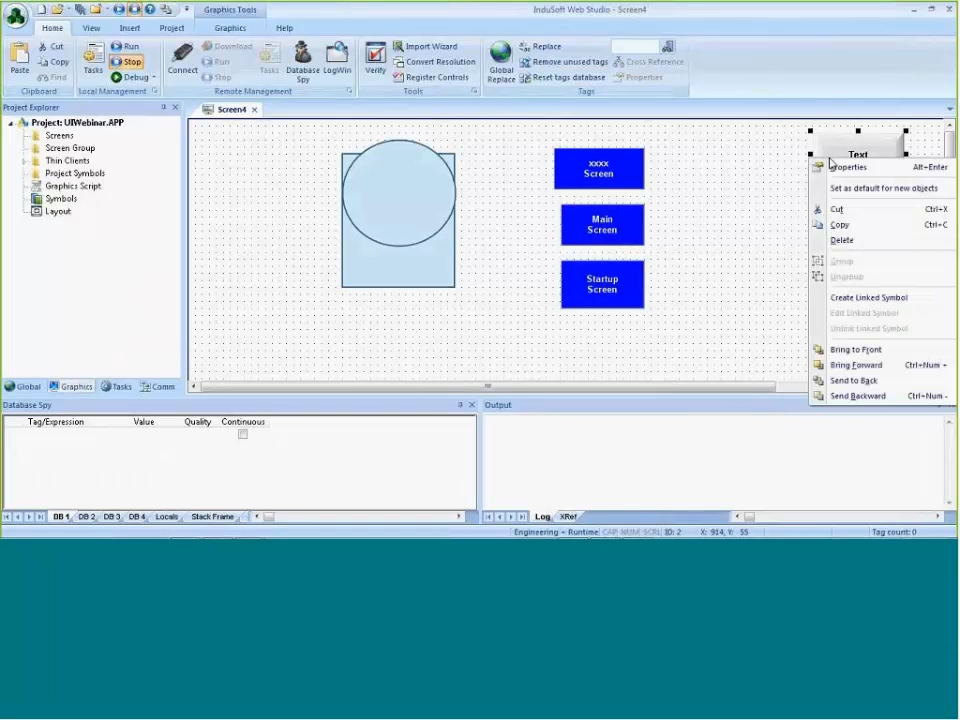 Graphics Tools
InduSoft Web Studio - Screen4
Home View Insert Project Graphics Help
Paste
Cut
Copy
Find
Clipboard
Tasks
Run
Stop
Debug
Local Management
Connect
Download
Run
Stop
Tasks
Database Spy
LogWin
Remote Management
Verify
Import Wizard
Convert Resolution
Register Controls
Tools
Global Replace
Replace
Remove unused tags
Reset tags database
Cross Reference
Properties
Tags
Project Explorer
Screen4
Project: UIWebinar.APP
Screens
Screen Group
Thin Clients
Project Symbols
Graphics Script
Symbols
Layout
xxxx
Screen
Main
Screen
Startup
Screen
Text
Properties Alt+Enter
Set as default for new objects
Cut Ctrl+X
Copy Ctrl+C
Delete
Group
Ungroup
Create Linked Symbol
Edit Linked Symbol
Unlink Linked Symbol
Bring to Front
Bring Forward Ctrl+Num +
Send to Back
Send Backward Ctrl+Num -
Global Graphics Tasks Comm
Database Spy
Output
Tag/Expression Value Quality Continuous
DB 1 DB 2 DB 3 DB 4 Locals Stack Frame
Log XRef
Engineering - Runtime CAP NUM SCRL ID: 2 X: 914, Y: 55 Tag count: 0